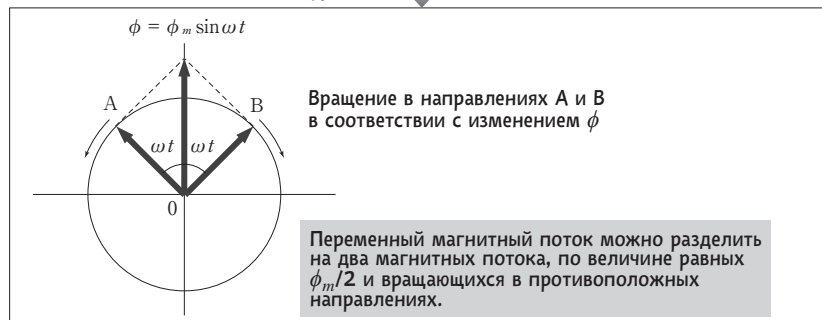 ϕ = ϕₘ sin ωt
A
B
ωt ωt
0
Вращение в направлениях A и B
в соответствии с изменением ϕ
Переменный магнитный поток можно разделить
на два магнитных потока, по величине равных
ϕₘ/2 и вращающихся в противоположных
направлениях.